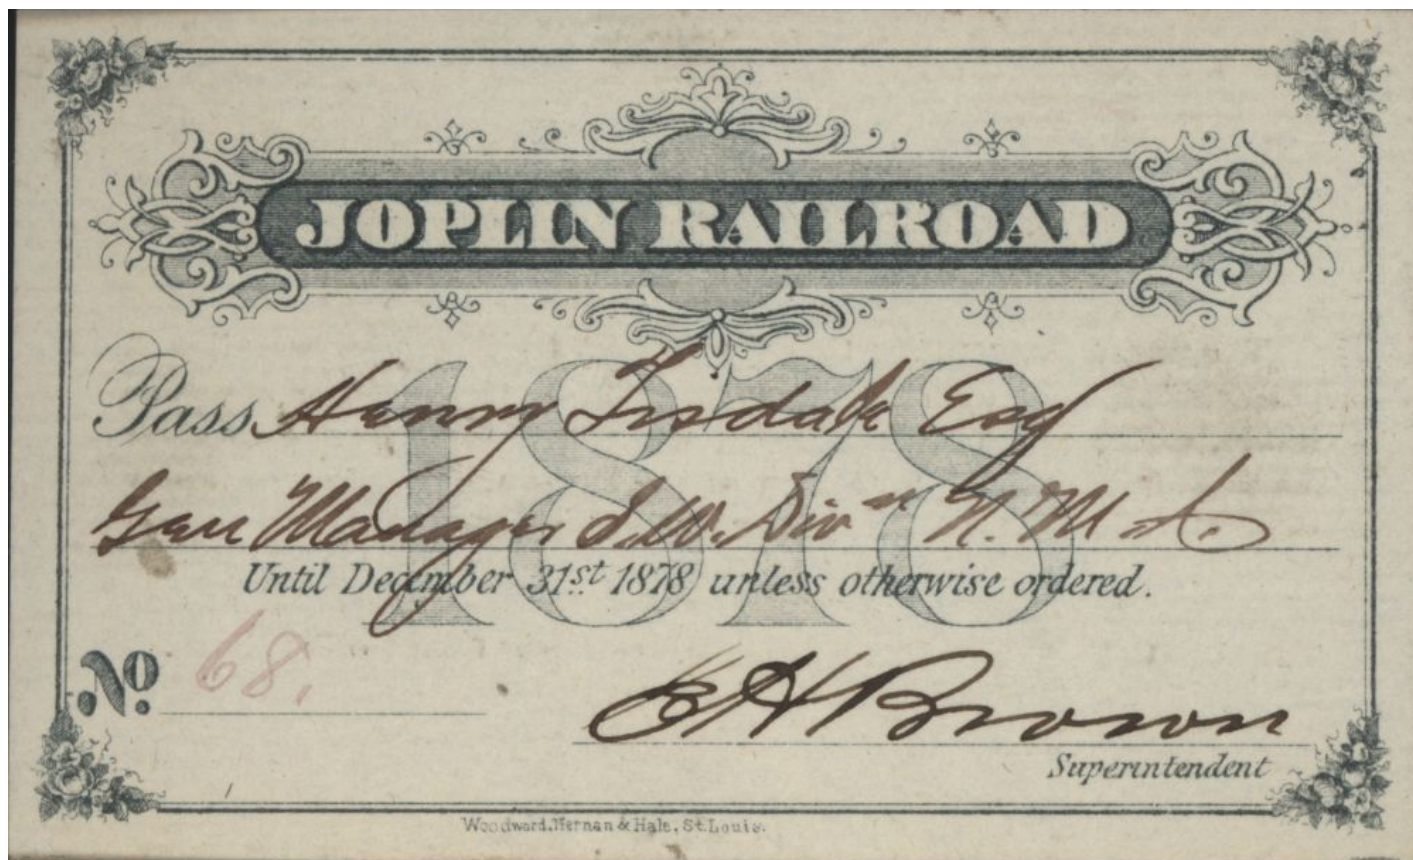 JOPLIN RAILROAD
1878
Pass Henry Tisdale Esq
Gen Manager S.W. Div n N.M.A.
Until December 31st 1878 unless otherwise ordered.
No. 68.
E H Brown
Superintendent
Woodward, Tiernan & Hale, St. Louis.